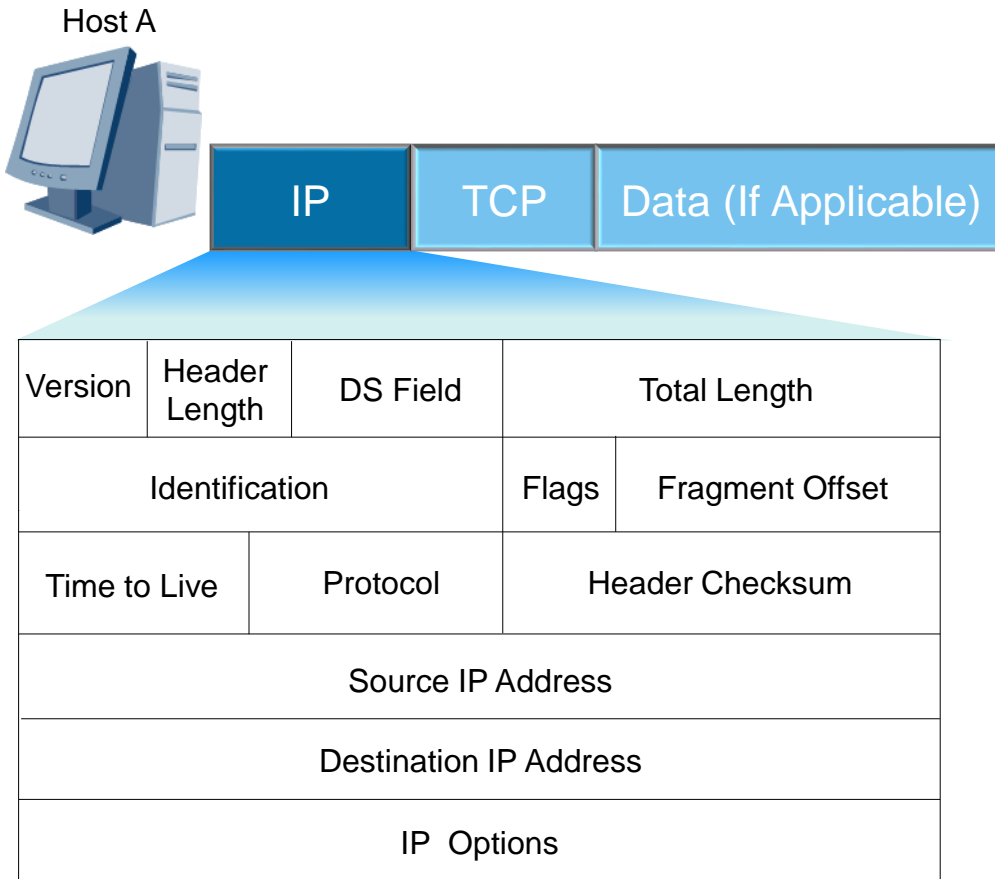 Host A
IP TCP Data (If Applicable)
Version Header Length DS Field Total Length
Identification Flags Fragment Offset
Time to Live Protocol Header Checksum
Source IP Address
Destination IP Address
IP Options